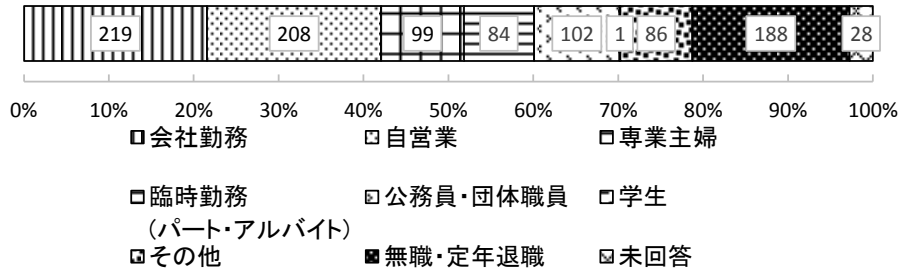 219 208 99 84 102 1 86 188 28
0% 10% 20% 30% 40% 50% 60% 70% 80% 90% 100%
会社勤務 自営業 専業主婦
臨時勤務 公務員・団体職員 学生
（パート・アルバイト）
その他 無職・定年退職 未回答